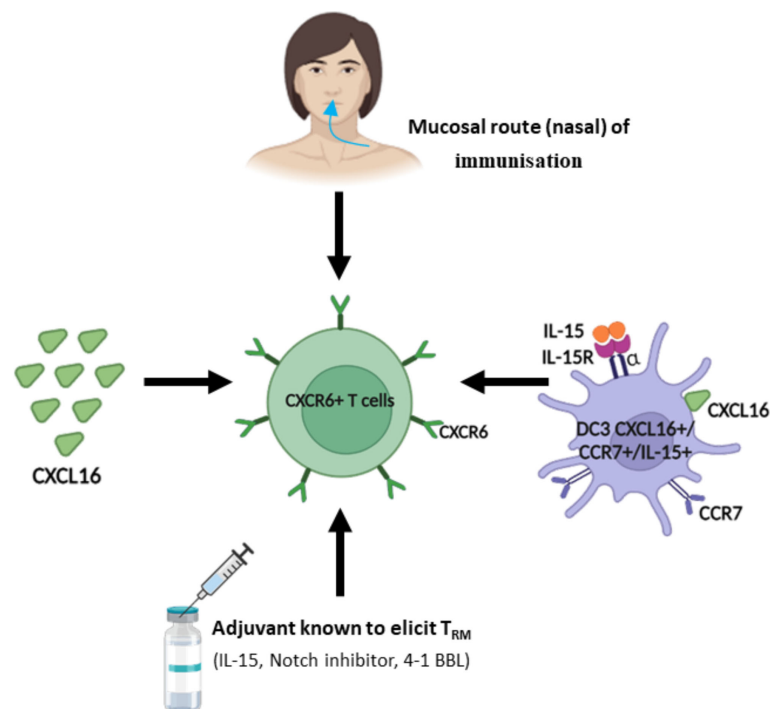 Mucosal route (nasal) of
immunisation
CXCL16
CXCR6+ T cells
CXCR6
IL-15
IL-15R α
CXCL16
DC3 CXCL16+/
CCR7+/IL-15+
CCR7
Adjuvant known to elicit TRM
(IL-15, Notch inhibitor, 4-1 BBL)